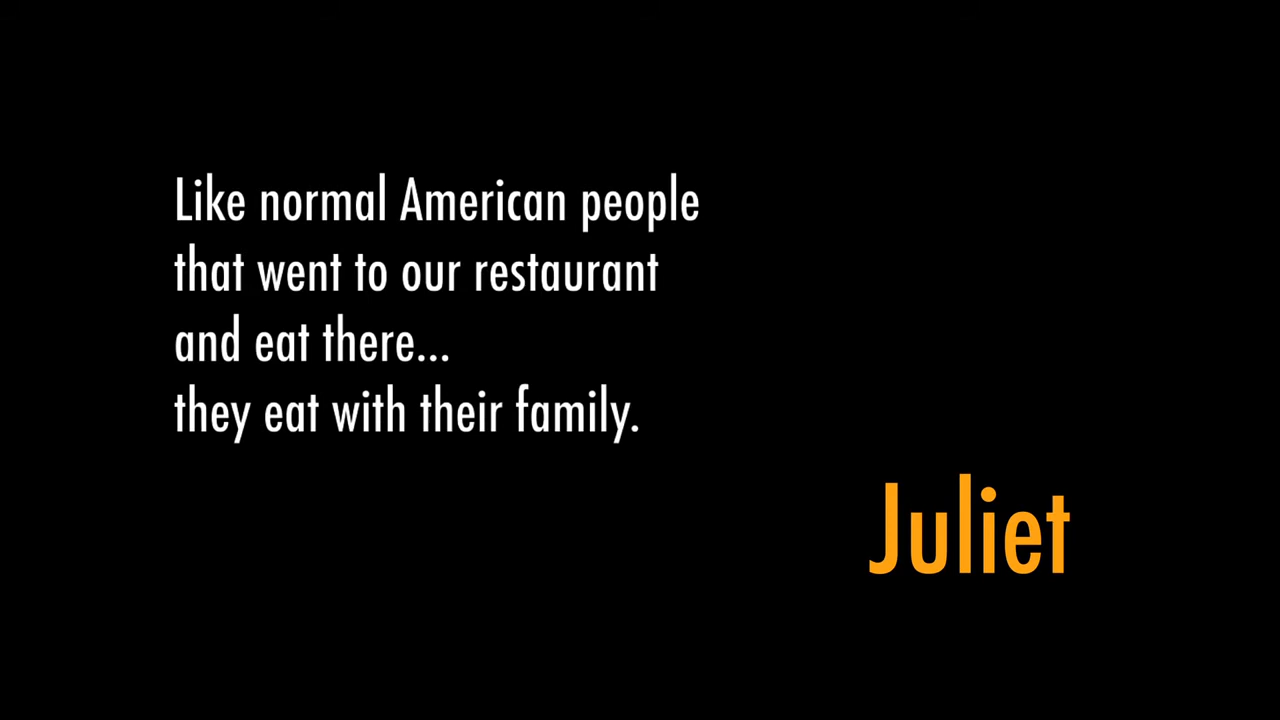 Like normal American people
that went to our restaurant
and eat there...
they eat with their family.
Juliet